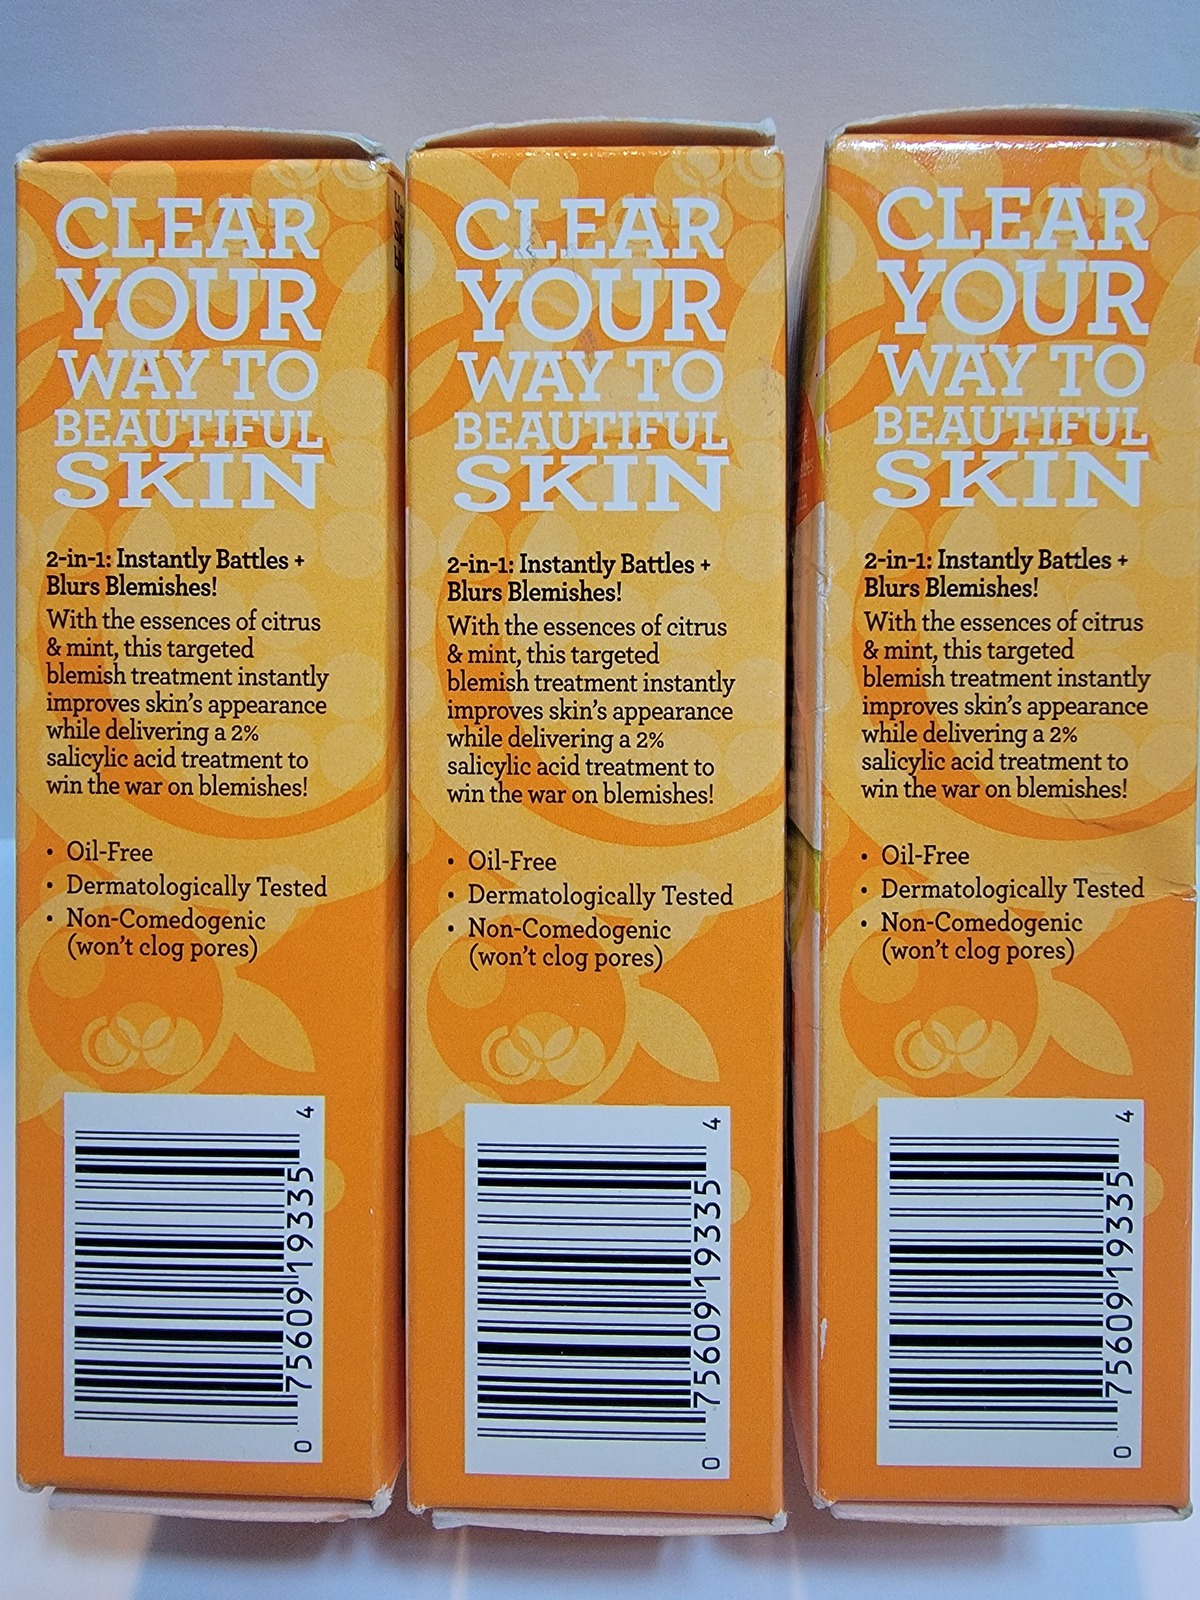 CLEAR
YOUR
WAY TO
BEAUTIFUL
SKIN
2-in-1: Instantly Battles +
Blurs Blemishes!
With the essences of citrus
& mint, this targeted
blemish treatment instantly
improves skin's appearance
while delivering a 2%
salicylic acid treatment to
win the war on blemishes!
• Oil-Free
• Dermatologically Tested
• Non-Comedogenic
(won't clog pores)
0 75609 19335 4
CLEAR
YOUR
WAY TO
BEAUTIFUL
SKIN
2-in-1: Instantly Battles +
Blurs Blemishes!
With the essences of citrus
& mint, this targeted
blemish treatment instantly
improves skin's appearance
while delivering a 2%
salicylic acid treatment to
win the war on blemishes!
• Oil-Free
• Dermatologically Tested
• Non-Comedogenic
(won't clog pores)
0 75609 19335 4
CLEAR
YOUR
WAY TO
BEAUTIFUL
SKIN
2-in-1: Instantly Battles +
Blurs Blemishes!
With the essences of citrus
& mint, this targeted
blemish treatment instantly
improves skin's appearance
while delivering a 2%
salicylic acid treatment to
win the war on blemishes!
• Oil-Free
• Dermatologically Tested
• Non-Comedogenic
(won't clog pores)
0 75609 19335 4